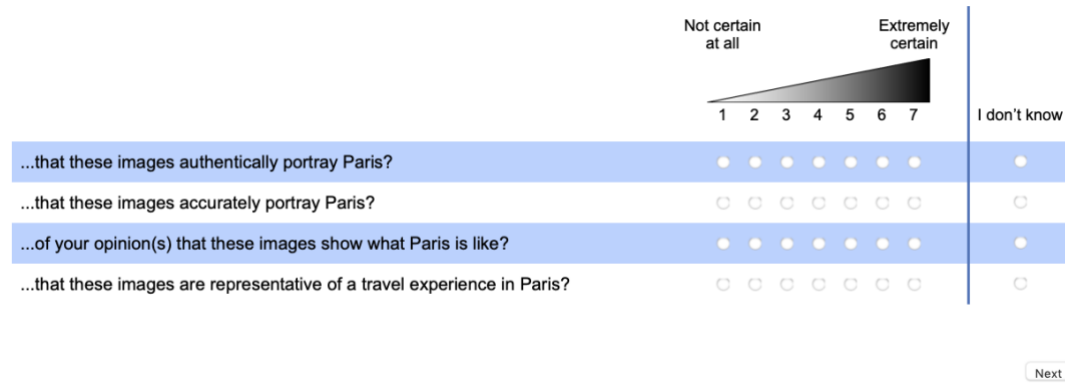 Not certain
at all
Extremely
certain
1 2 3 4 5 6 7
I don't know
...that these images authentically portray Paris?
...that these images accurately portray Paris?
...of your opinion(s) that these images show what Paris is like?
...that these images are representative of a travel experience in Paris?
Next